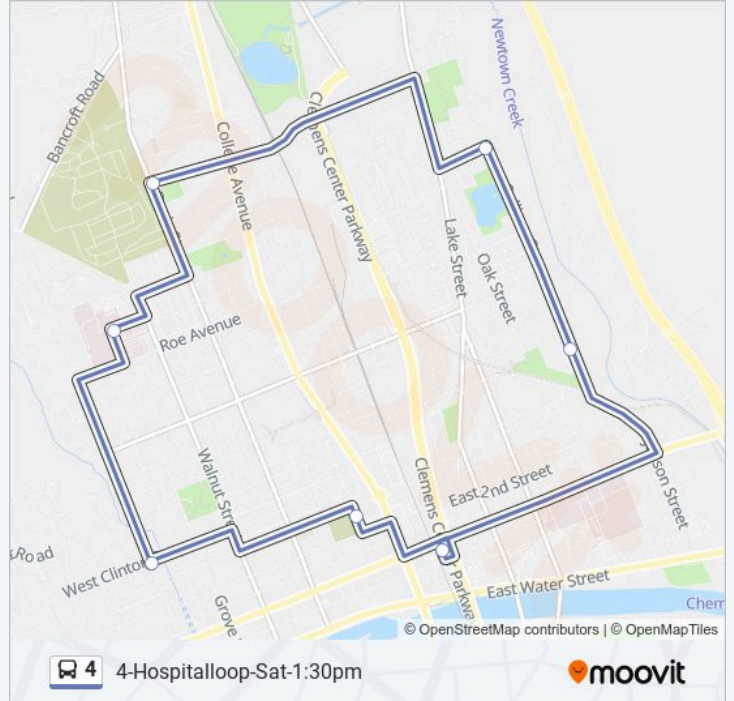 Newtown Creek
Bancroft Road
College Avenue
Clemens Center Parkway
Lake Street
Oak Street
Roe Avenue
Walnut Stre
East 2nd Street
Clemens C
r Parkway
son Street
Road
West Clinton
Grove
East Water Street
Chem
© OpenStreetMap contributors | © OpenMapTiles
4 4-Hospitalloop-Sat-1:30pm
moovit